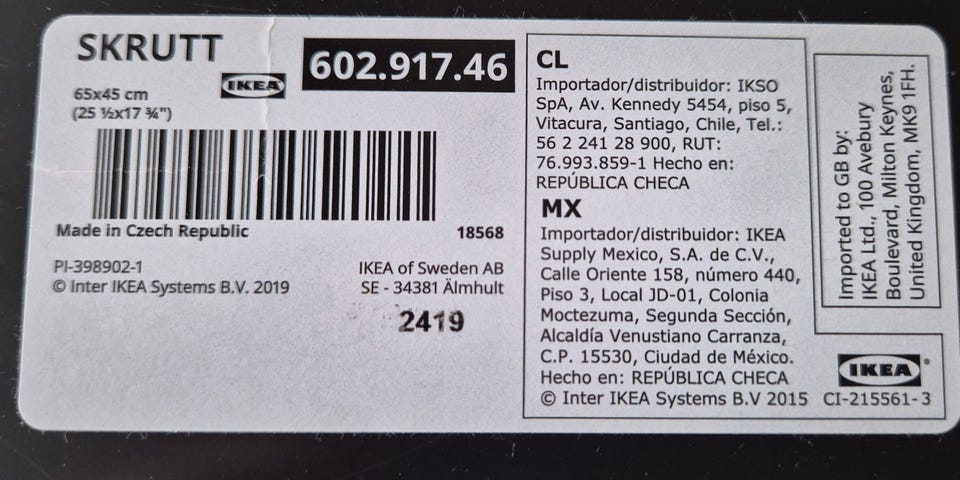 SKRUTT
IKEA
602.917.46
65x45 cm
(25 ½x17 ¾")
Made in Czech Republic
18568
PI-398902-1
© Inter IKEA Systems B.V. 2019
IKEA of Sweden AB
SE - 34381 Älmhult
2419
CL
Importador/distribuidor: IKSO
SpA, Av. Kennedy 5454, piso 5,
Vitacura, Santiago, Chile, Tel.:
56 2 241 28 900, RUT:
76.993.859-1 Hecho en:
REPÚBLICA CHECA
MX
Importador/distribuidor: IKEA
Supply Mexico, S.A. de C.V.,
Calle Oriente 158, número 440,
Piso 3, Local JD-01, Colonia
Moctezuma, Segunda Sección,
Alcaldía Venustiano Carranza,
C.P. 15530, Ciudad de México.
Hecho en: REPÚBLICA CHECA
© Inter IKEA Systems B.V 2015
Imported to GB by:
IKEA Ltd., 100 Avebury
Boulevard, Milton Keynes,
United Kingdom, MK9 1FH.
IKEA®
CI-215561-3